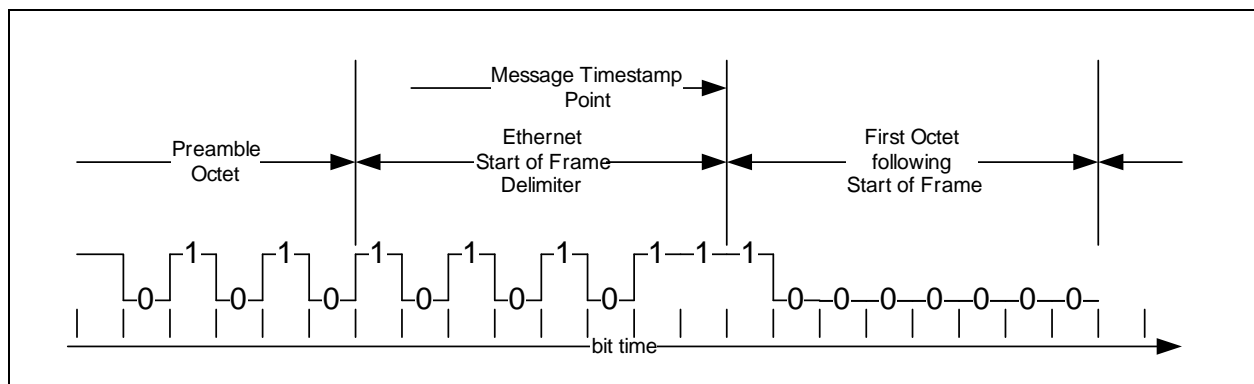 Message Timestamp
Point
Preamble
Octet
Ethernet
Start of Frame
Delimiter
First Octet
following
Start of Frame
0 1 0 1 0 1 0 1 0 1 0 1 1 1 0 0 0 0 0 0 0
bit time